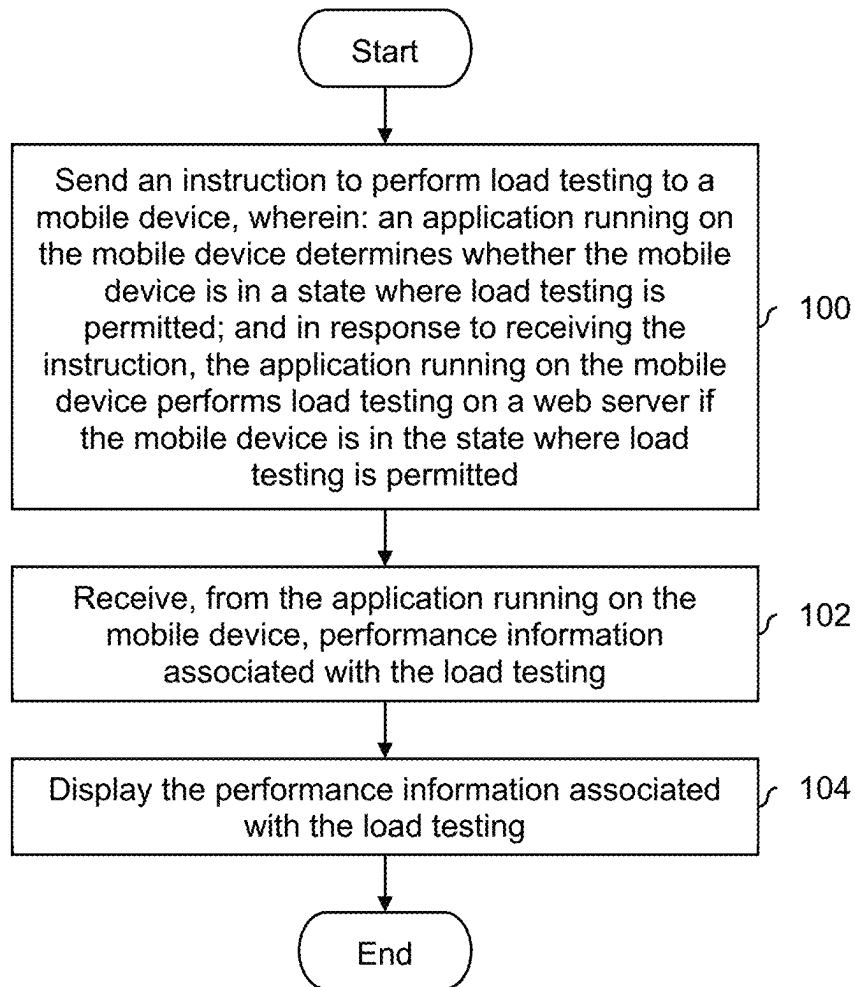 Start
Send an instruction to perform load testing to a
mobile device, wherein: an application running on
the mobile device determines whether the mobile
device is in a state where load testing is
permitted; and in response to receiving the
instruction, the application running on the mobile
device performs load testing on a web server if
the mobile device is in the state where load
testing is permitted
100
Receive, from the application running on the
mobile device, performance information
associated with the load testing
102
Display the performance information associated
with the load testing
104
End